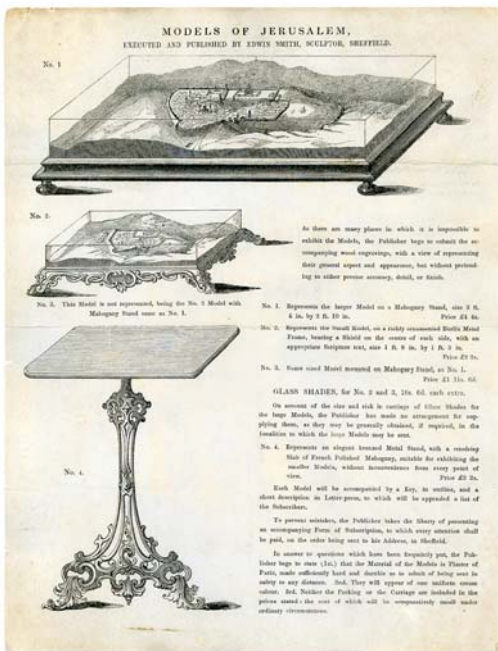 MODELS OF JERUSALEM,
EXECUTED AND PUBLISHED BY EDWIN SMITH, SCULPTOR, SHEFFIELD.
No. 1
No. 2.
No. 3. This Model is not represented, being the No. 2 Model with
Mahogany Stand same as No. 1.
No. 4.
As there are many places in which it is impossible to
exhibit the Models, the Publisher begs to submit the ac-
companying wood engravings, with a view of representing
their general aspect and appearance, but without pretend-
ing to either precise accuracy, detail, or finish.
No. 1. Represents the larger Model on a Mahogany Stand, size 3 ft.
4 in. by 2 ft. 10 in. Price £4 4s.
No. 2. Represents the Small Model, on a richly ornamented Berlin Metal
Frame, bearing a Shield on the centre of each side, with an
appropriate Scripture text, size 1 ft. 8 in. by 1 ft. 5 in.
Price £2 2s.
No. 3. Same sized Model mounted on Mahogany Stand, as No. 1.
Price £1 11s. 6d.
GLASS SHADES, for No. 2 and 3, 10s. 6d. each extra.
On account of the size and risk in carriage of Glass Shades for
the large Models, the Publisher has made no arrangement for sup-
plying them, as they may be generally obtained, if required, in the
localities to which the large Models may be sent.
No. 4. Represents an elegant bronzed Metal Stand, with a revolving
Slab of French Polished Mahogany, suitable for exhibiting the
smaller Models, without inconvenience from every point of
view. Price £2 2s.
Each Model will be accompanied by a Key, in outline, and a
short description in Letter-press, to which will be appended a list of
the Subscribers.
To prevent mistakes, the Publisher takes the liberty of presenting
an accompanying Form of Subscription, to which every attention shall
be paid, on the order being sent to his Address, in Sheffield.
In answer to questions which have been frequently put, the Pub-
lisher begs to state (1st.) that the Material of the Models is Plaster of
Paris, made sufficiently hard and durable as to admit of being sent in
safety to any distance. 2nd. They will appear of one uniform cream
colour. 3rd. Neither the Packing or the Carriage are included in the
prices stated: the cost of which will be comparatively small under
ordinary circumstances.